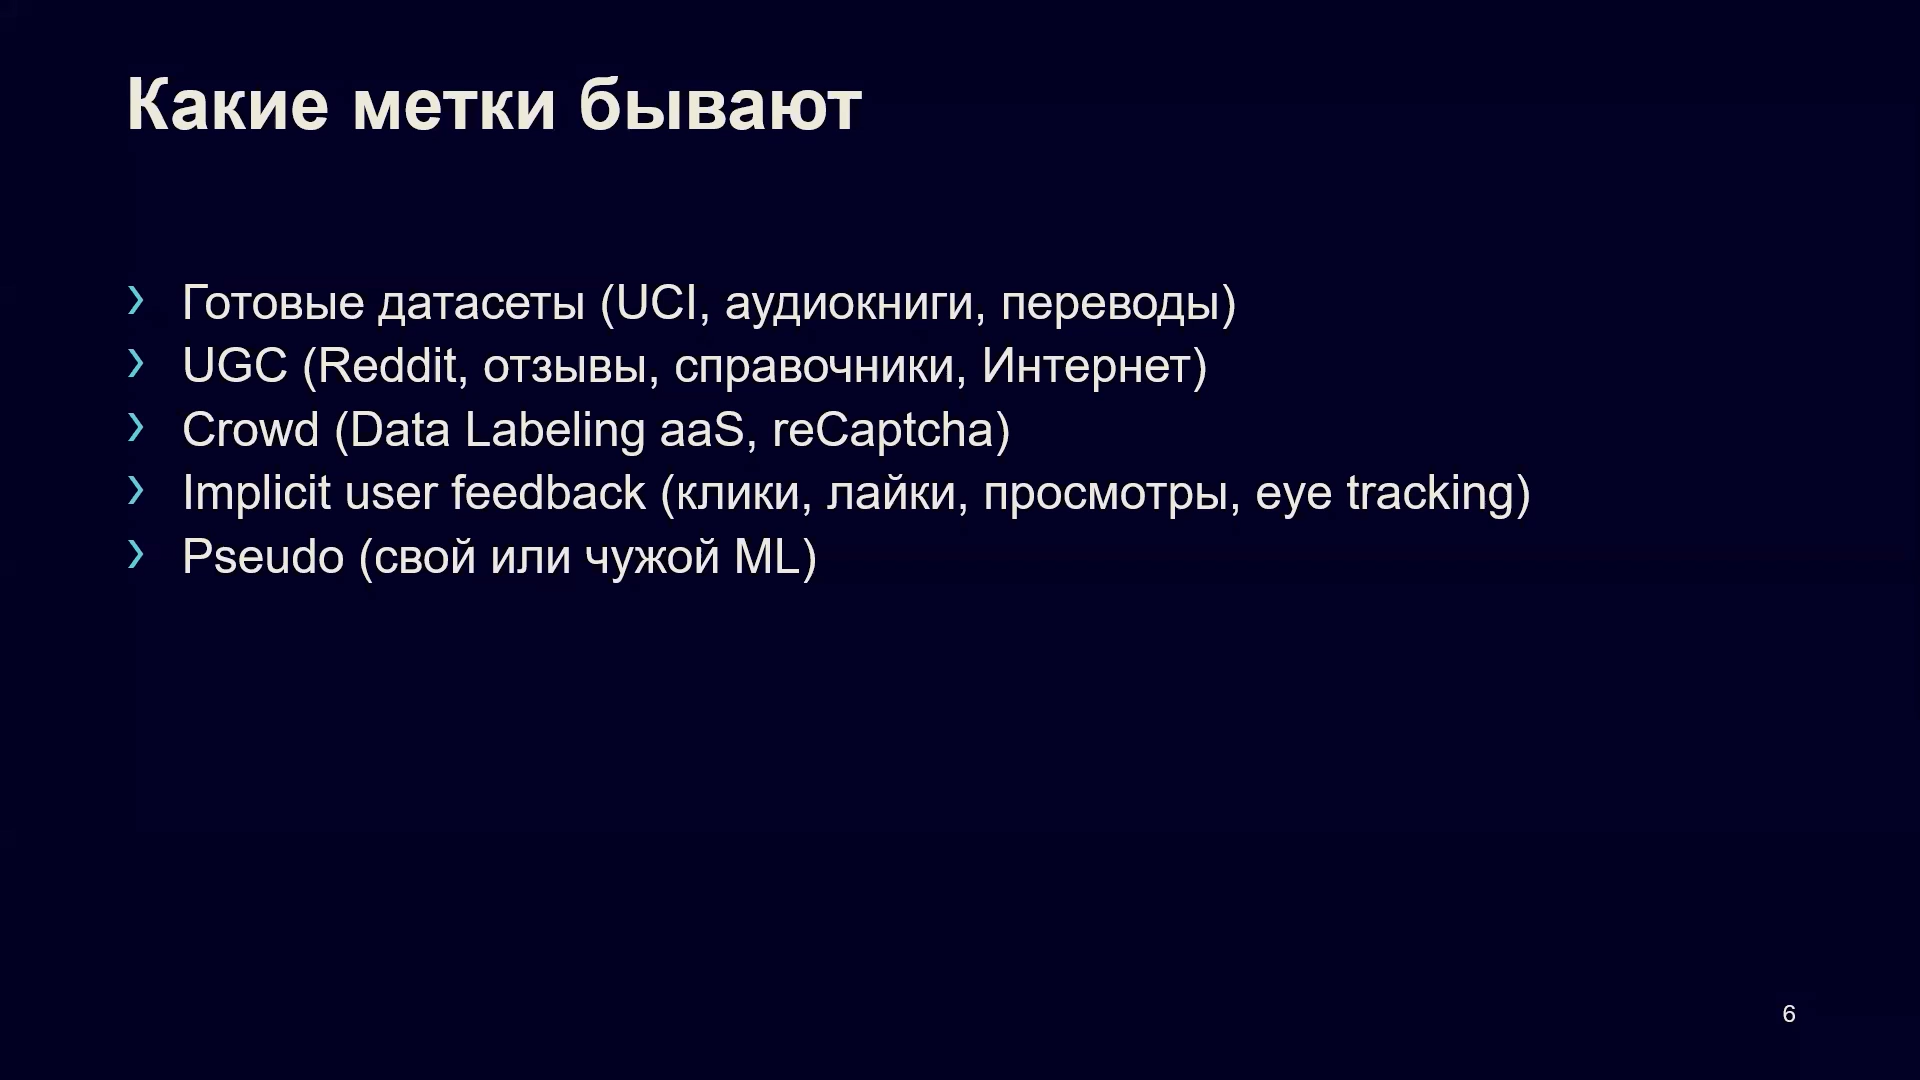 Какие метки бывают
› Готовые датасеты (UCI, аудиокниги, переводы)
› UGC (Reddit, отзывы, справочники, Интернет)
› Crowd (Data Labeling aaS, reCaptcha)
› Implicit user feedback (клики, лайки, просмотры, eye tracking)
› Pseudo (свой или чужой ML)
6